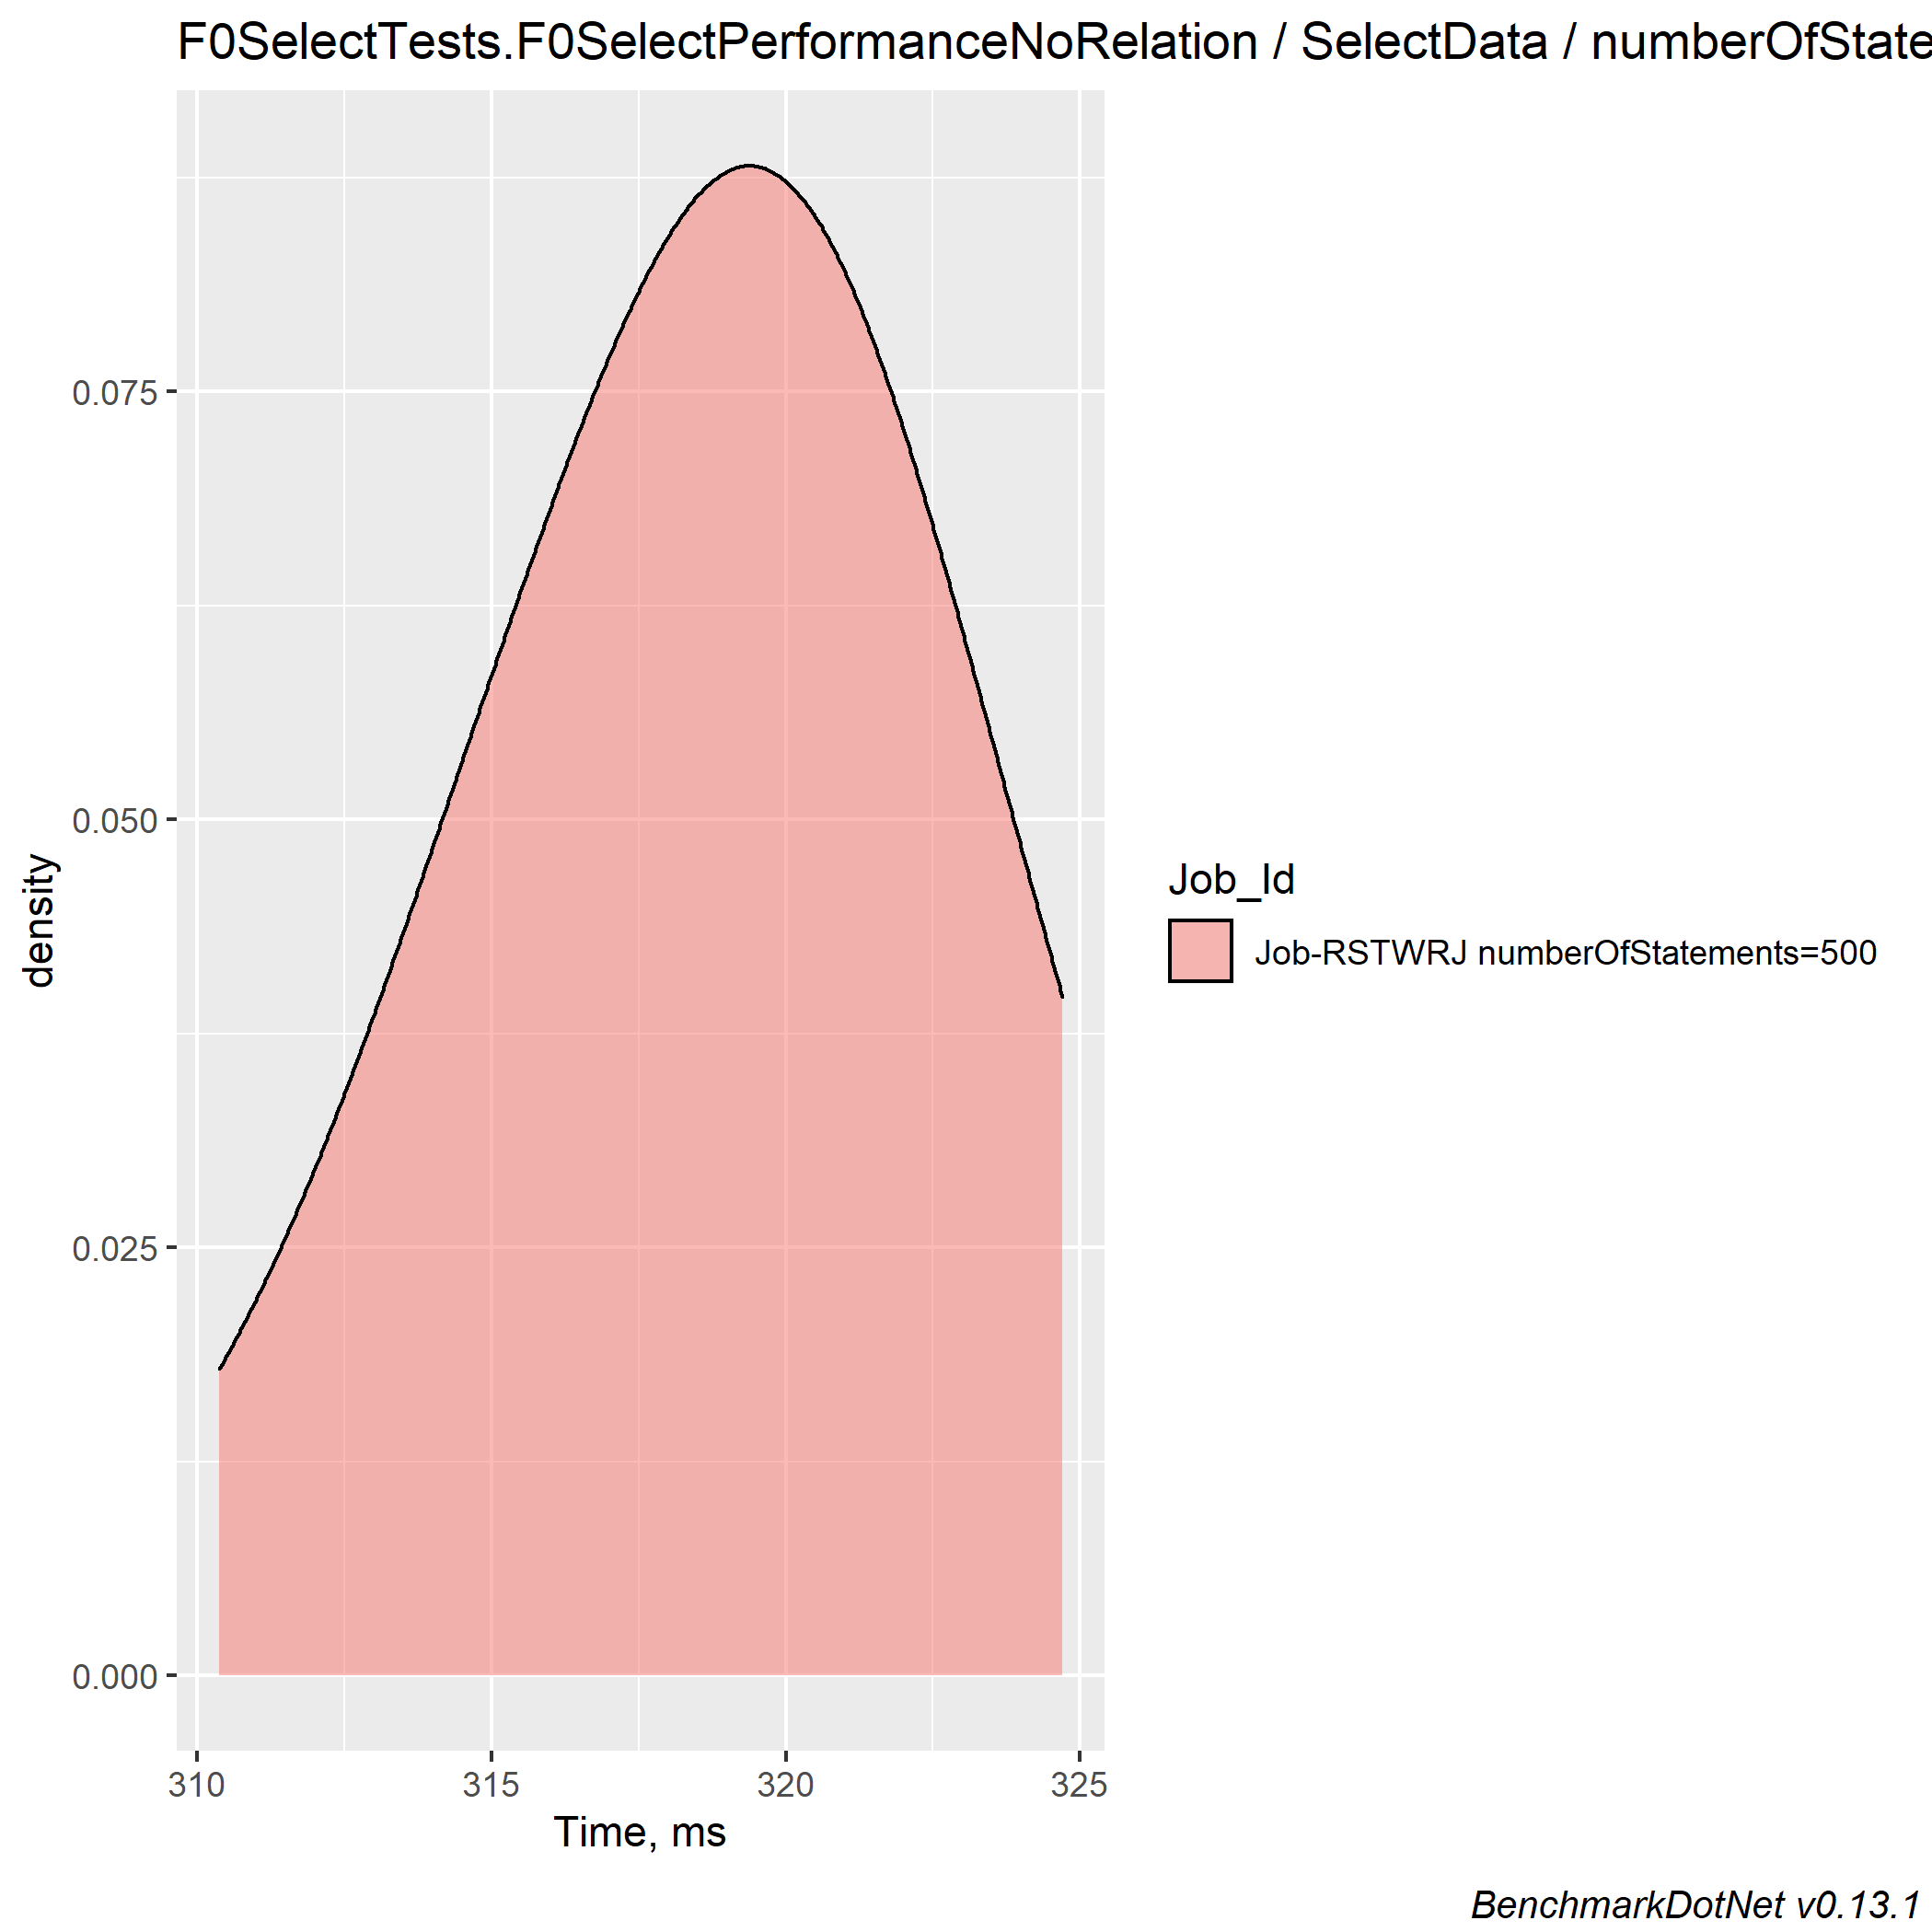 F0SelectTests.F0SelectPerformanceNoRelation / SelectData / numberOfState
0.075
0.050
0.025
0.000
density
310 315 320 325
Time, ms
Job_Id
Job-RSTWRJ numberOfStatements=500
BenchmarkDotNet v0.13.1